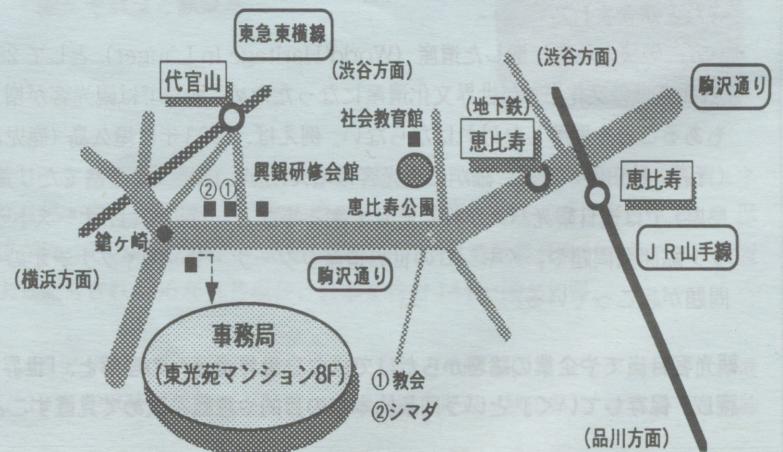 東急東横線
(渋谷方面)
代官山
(渋谷方面)
駒沢通り
(地下鉄)
恵比寿
社会教育館
興銀研修会館
②①
恵比寿公園
恵比寿
JR山手線
鎗ヶ崎
(横浜方面)
駒沢通り
事務局
(東光苑マンション8F)
①教会
②シマダ
(品川方面)